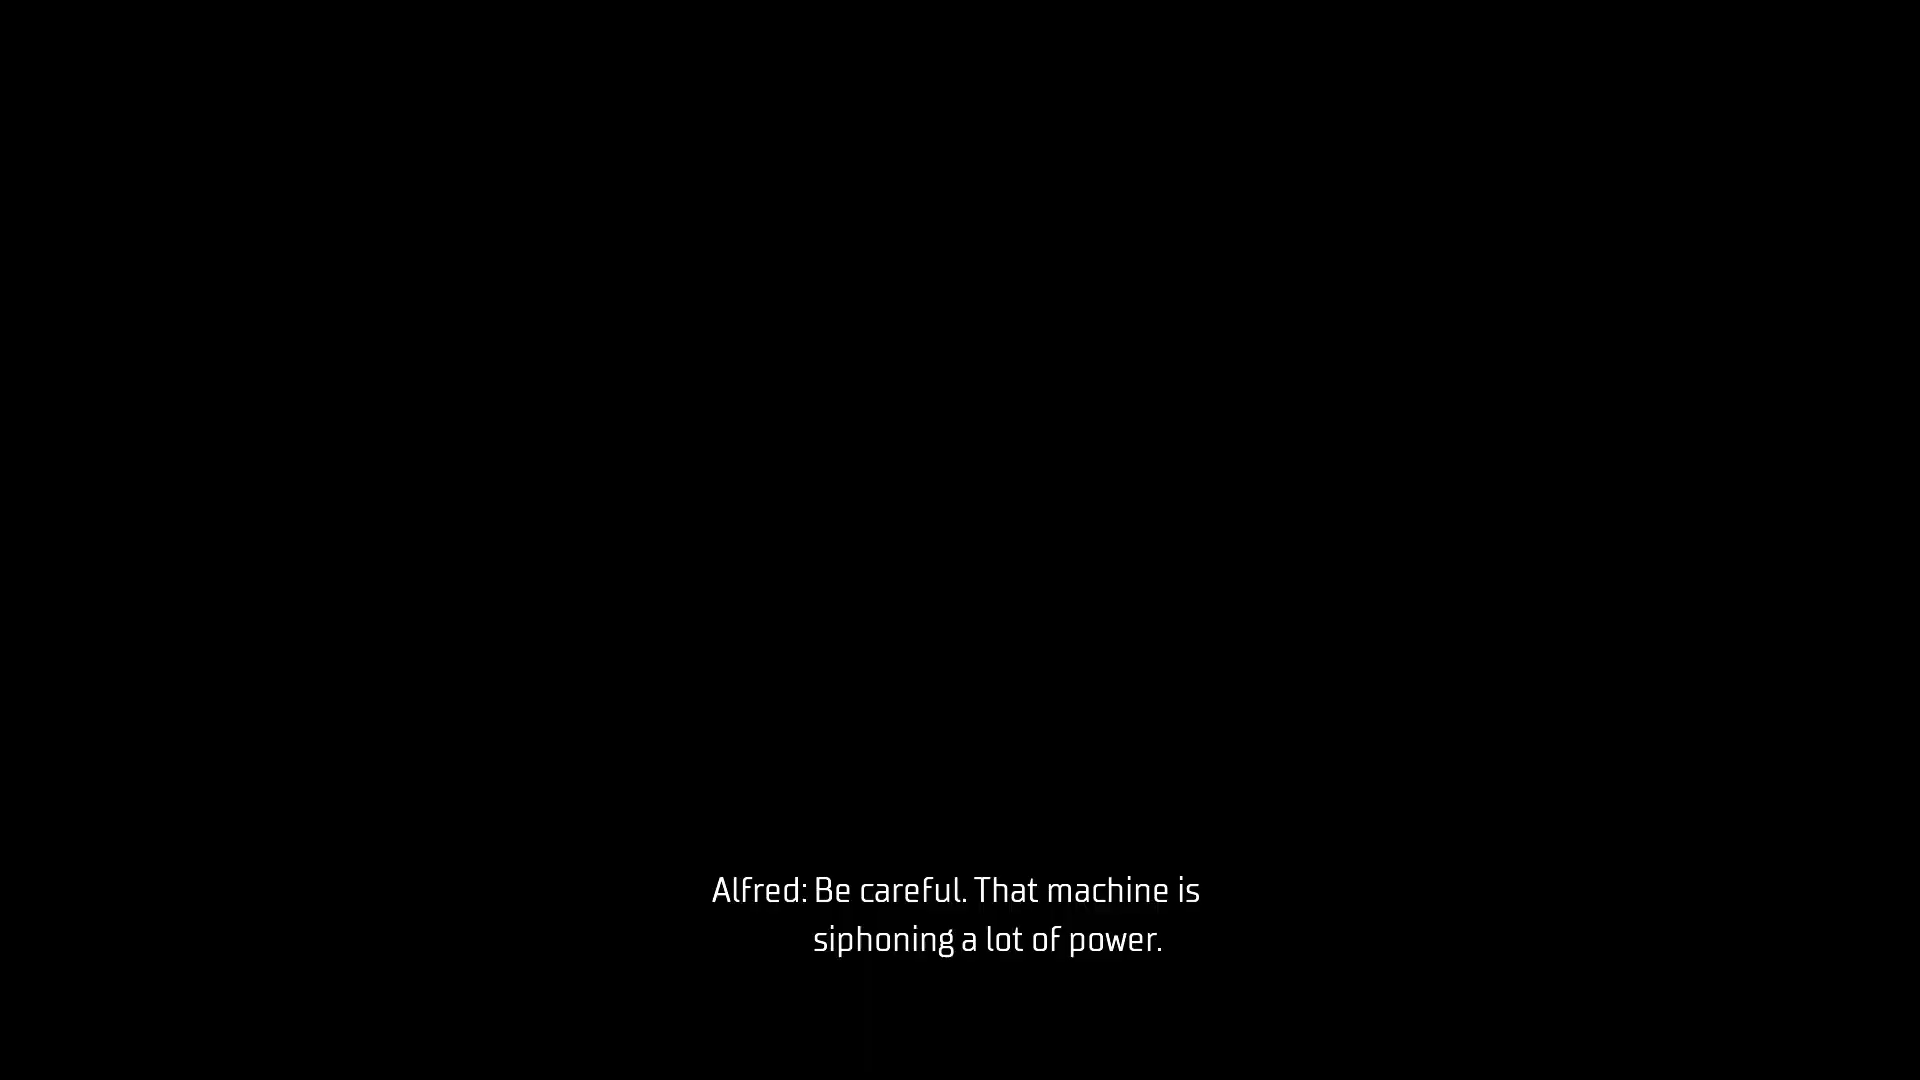 Alfred: Be careful. That machine is
siphoning a lot of power.